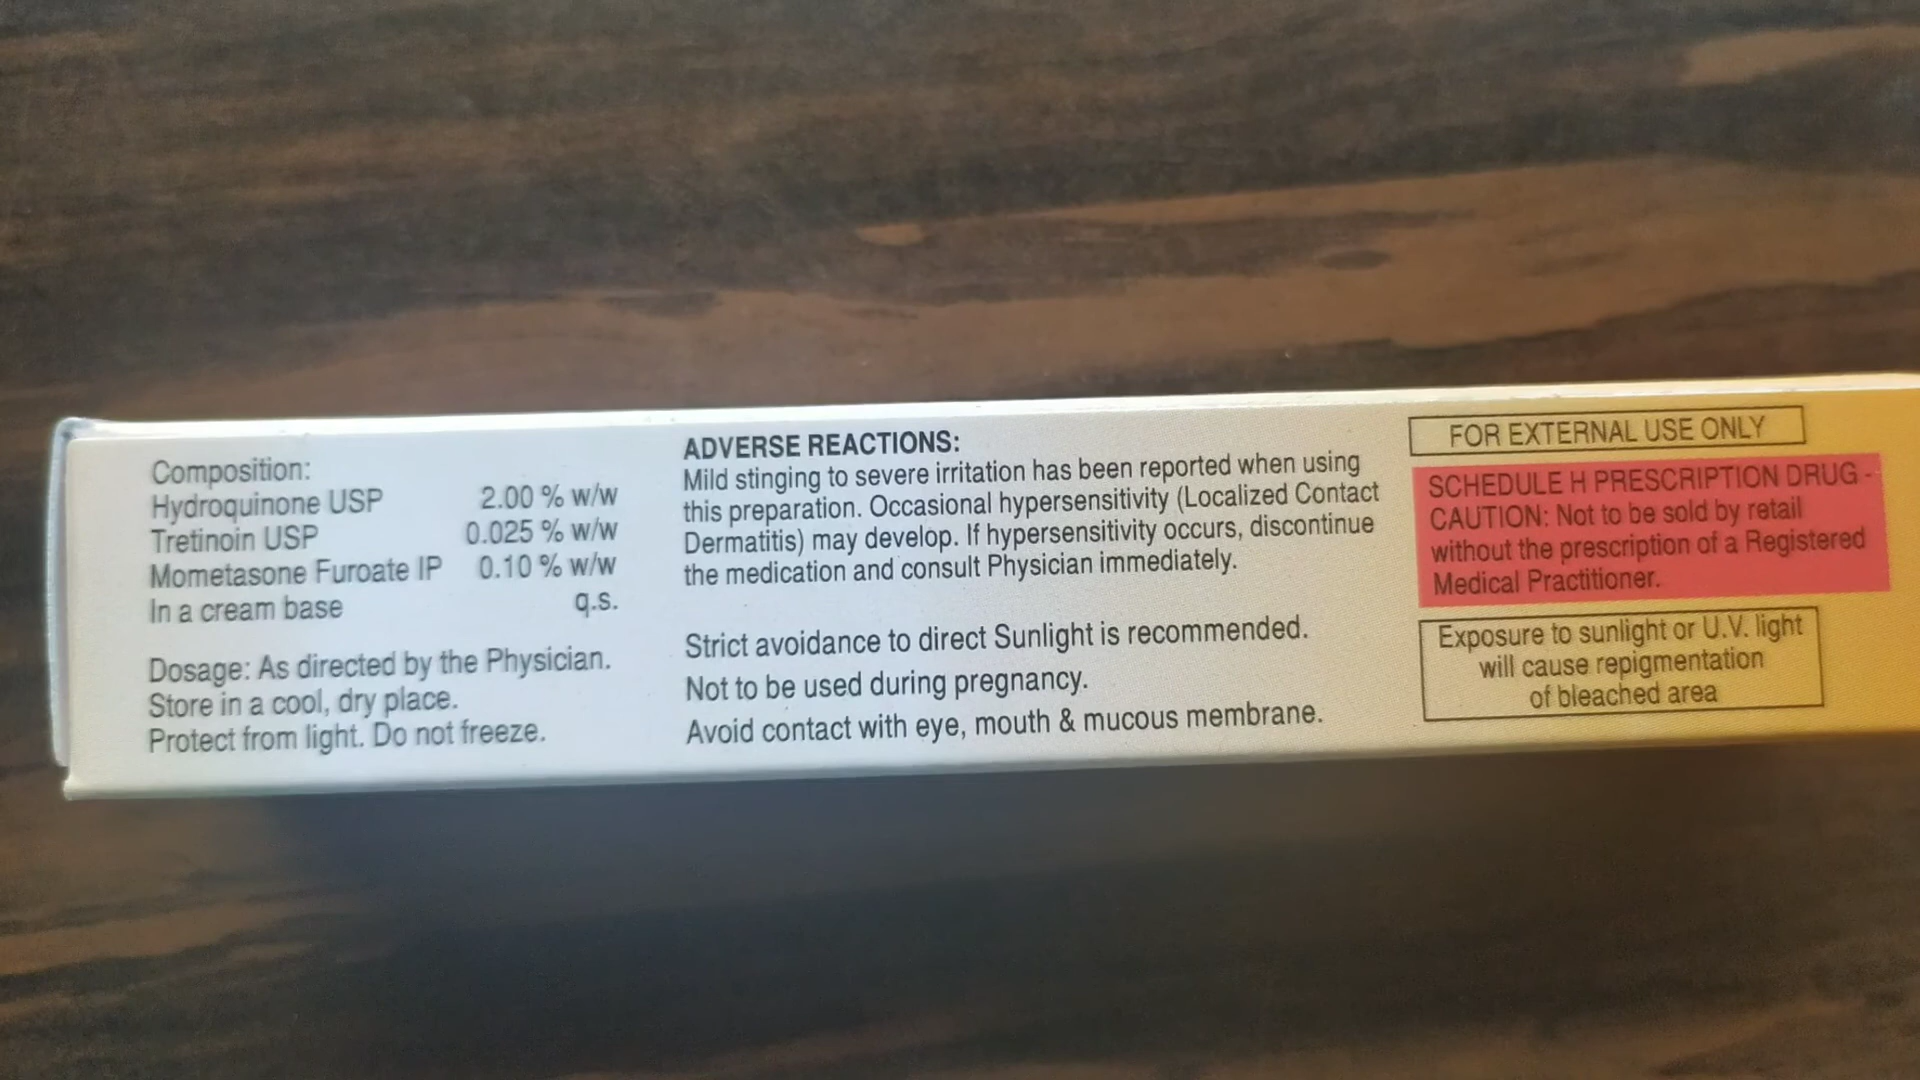 Composition:
Hydroquinone USP 2.00 % w/w
Tretinoin USP 0.025 % w/w
Mometasone Furoate IP 0.10 % w/w
In a cream base q.s.
Dosage: As directed by the Physician.
Store in a cool, dry place.
Protect from light. Do not freeze.
ADVERSE REACTIONS:
Mild stinging to severe irritation has been reported when using
this preparation. Occasional hypersensitivity (Localized Contact
Dermatitis) may develop. If hypersensitivity occurs, discontinue
the medication and consult Physician immediately.
Strict avoidance to direct Sunlight is recommended.
Not to be used during pregnancy.
Avoid contact with eye, mouth & mucous membrane.
FOR EXTERNAL USE ONLY
SCHEDULE H PRESCRIPTION DRUG -
CAUTION: Not to be sold by retail
without the prescription of a Registered
Medical Practitioner.
Exposure to sunlight or U.V. light
will cause repigmentation
of bleached area